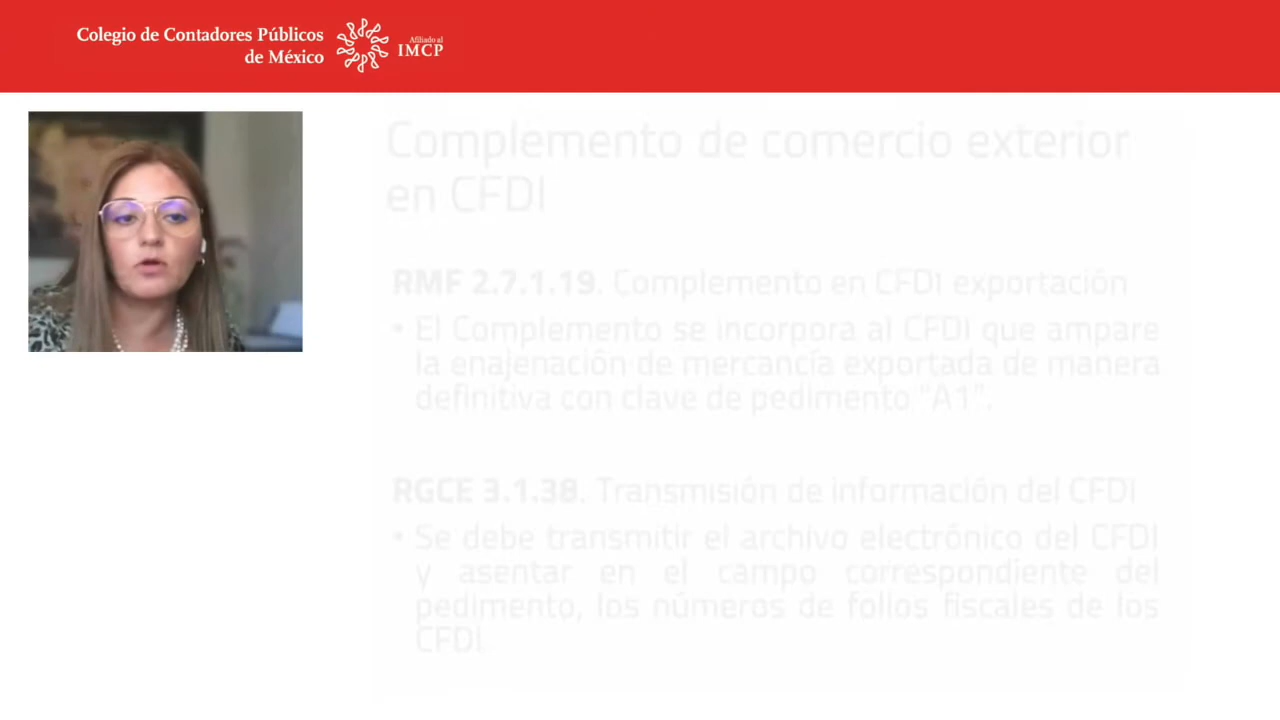 Colegio de Contadores Públicos
de México
Afiliado al
IMCP
Complemento de comercio exterior
en CFDI
RMF 2.7.1.19. Complemento en CFDI exportación
• El Complemento se incorpora al CFDI que ampare
la enajenación de mercancía exportada de manera
definitiva con clave de pedimento “A1”.
RGCE 3.1.38. Transmisión de información del CFDI
• Se debe transmitir el archivo electrónico del CFDI
y asentar en el campo correspondiente del
pedimento, los números de folios fiscales de los
CFDI.